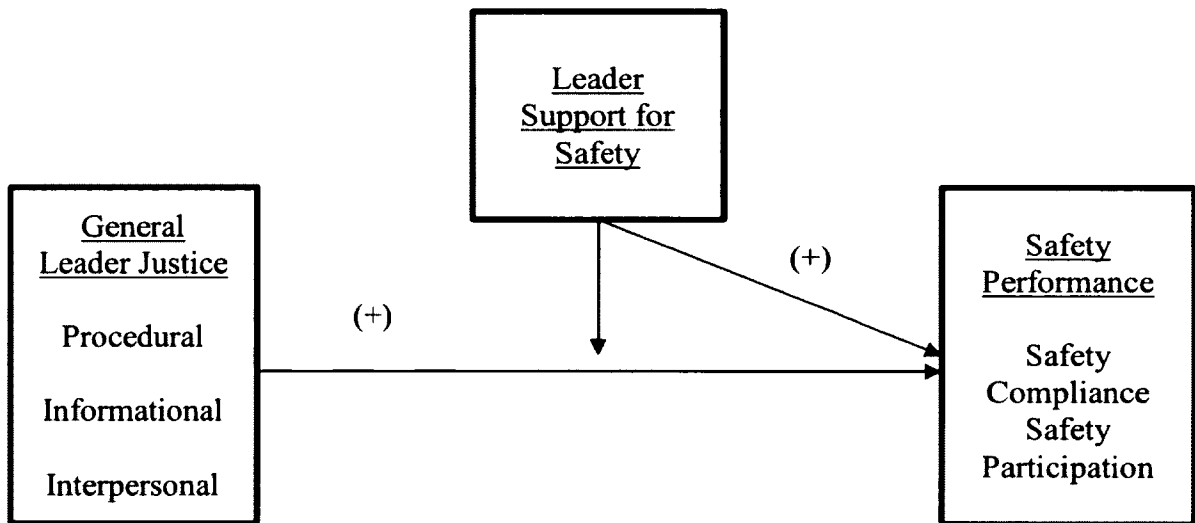 Leader
Support for
Safety
General
Leader Justice
Procedural
Informational
Interpersonal
(+)
(+)
Safety
Performance
Safety
Compliance
Safety
Participation